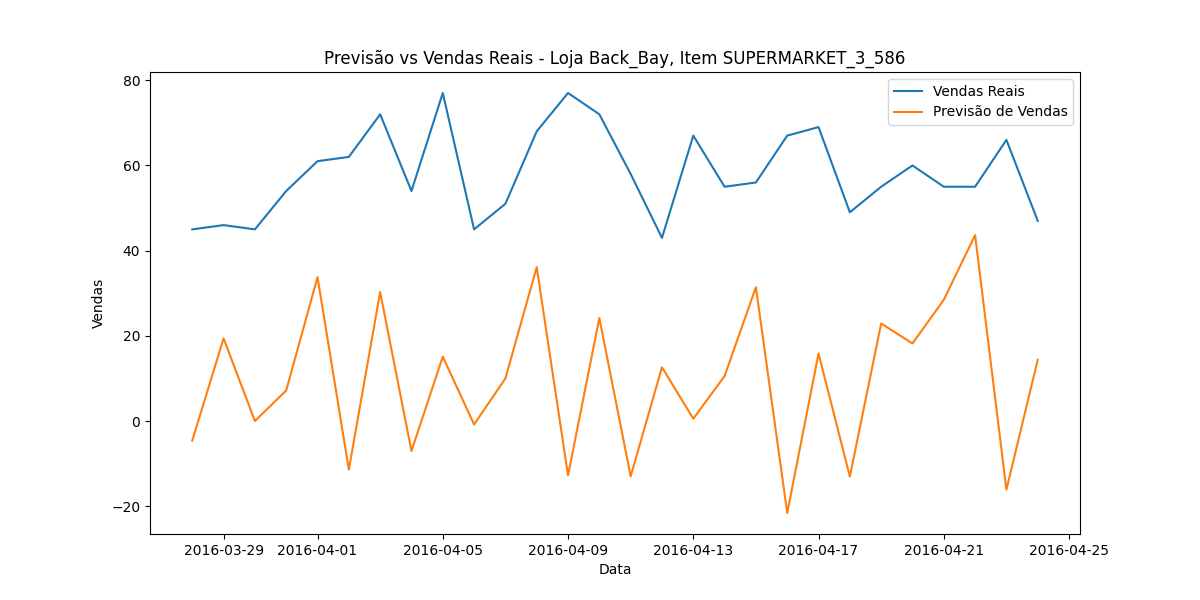 Previsão vs Vendas Reais - Loja Back_Bay, Item SUPERMARKET_3_586
Vendas Reais
Previsão de Vendas
80
60
40
20
0
−20
Vendas
2016-03-29 2016-04-01 2016-04-05 2016-04-09 2016-04-13 2016-04-17 2016-04-21 2016-04-25
Data